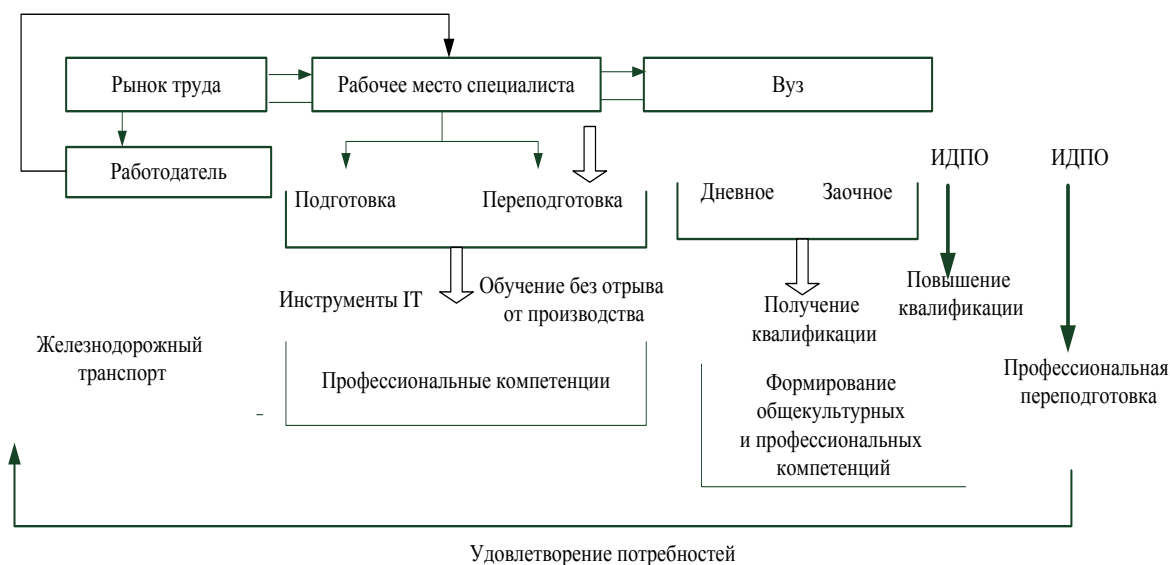 Рынок труда
Рабочее место специалиста
Вуз
Работодатель
ИДПО
ИДПО
Подготовка
Переподготовка
Дневное
Заочное
Инструменты IT
Обучение без отрыва
от производства
Получение
квалификации
Повышение
квалификации
Железнодорожный
транспорт
Профессиональные компетенции
Формирование
общекультурных
и профессиональных
компетенций
Профессиональная
переподготовка
Удовлетворение потребностей